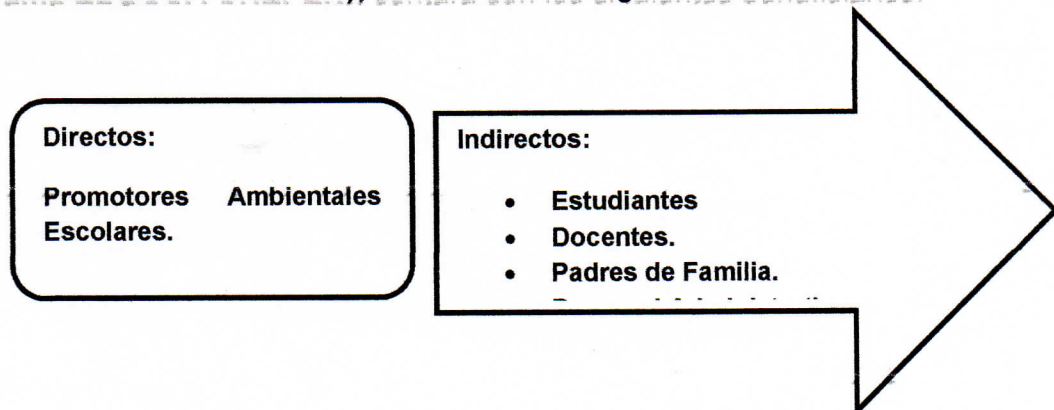 Directos:
Promotores Ambientales
Escolares.
Indirectos:
• Estudiantes
• Docentes.
• Padres de Familia.